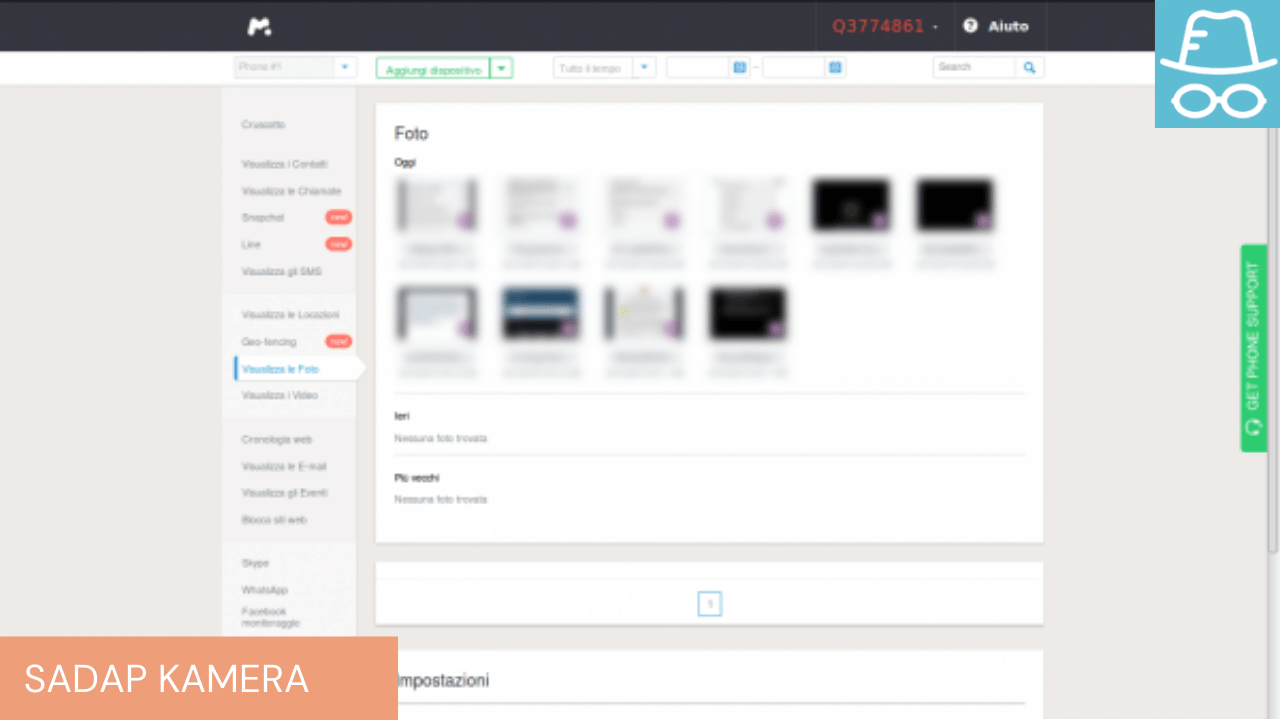 Q3774861
Aiuto
Phone #1
Aggiungi dispositivo
Tutto il tempo
–
Search
Cruscotto
Visualizza i Contatti
Visualizza le Chiamate
Snapchat new!
Line new!
Visualizza gli SMS
Visualizza le Locazioni
Geo-fencing new!
Visualizza le Foto
Visualizza i Video
Cronologia web
Visualizza le E-mail
Visualizza gli Eventi
Blocca siti web
Skype
WhatsApp
Facebook
monitoraggio
Foto
Oggi
Ieri
Nessuna foto trovata
Più vecchi
Nessuna foto trovata
1
Impostazioni
GET PHONE SUPPORT
SADAP KAMERA